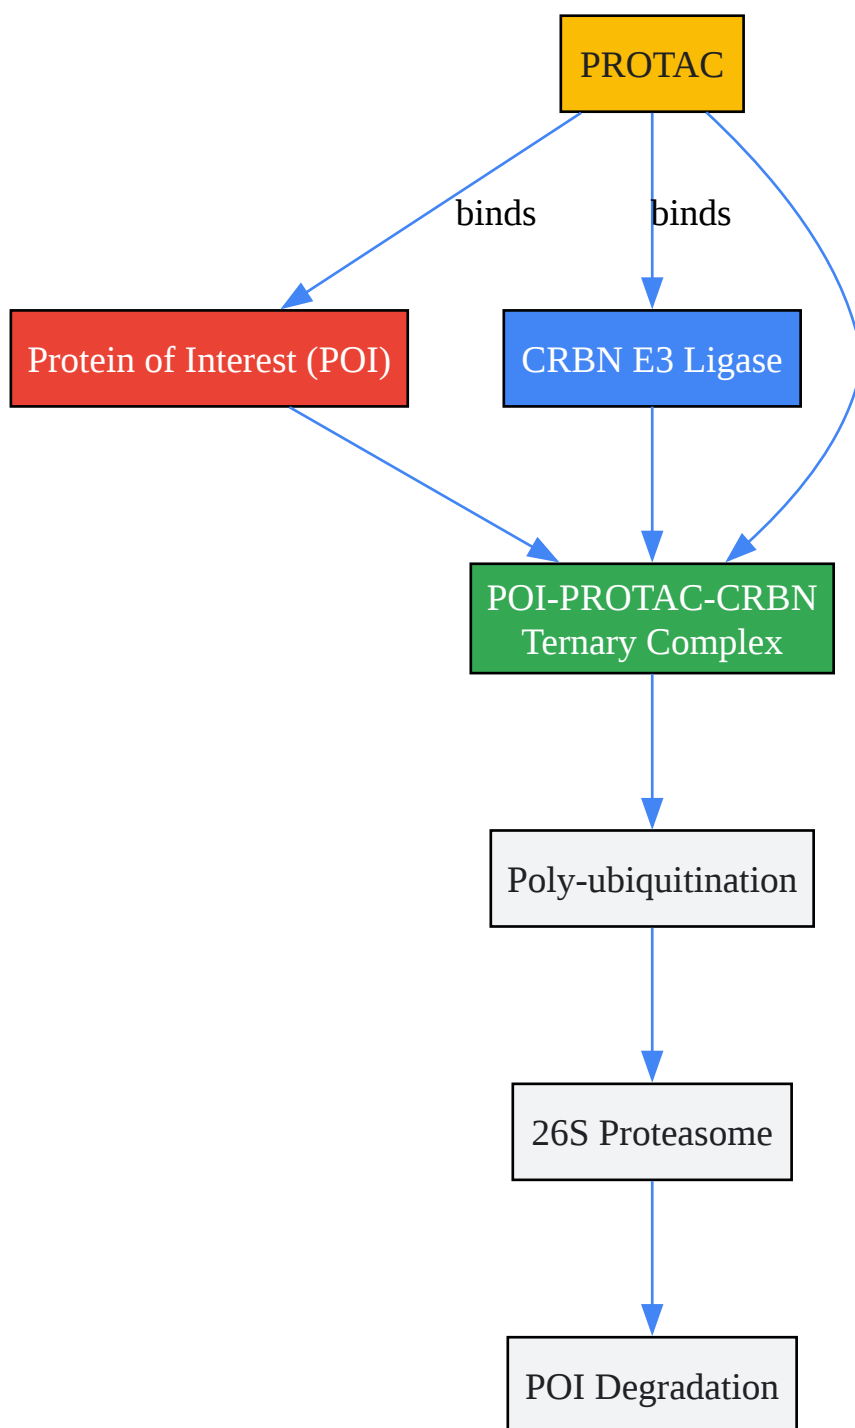 PROTAC
binds
binds
Protein of Interest (POI)
CRBN E3 Ligase
POI-PROTAC-CRBN
Ternary Complex
Poly-ubiquitination
26S Proteasome
POI Degradation